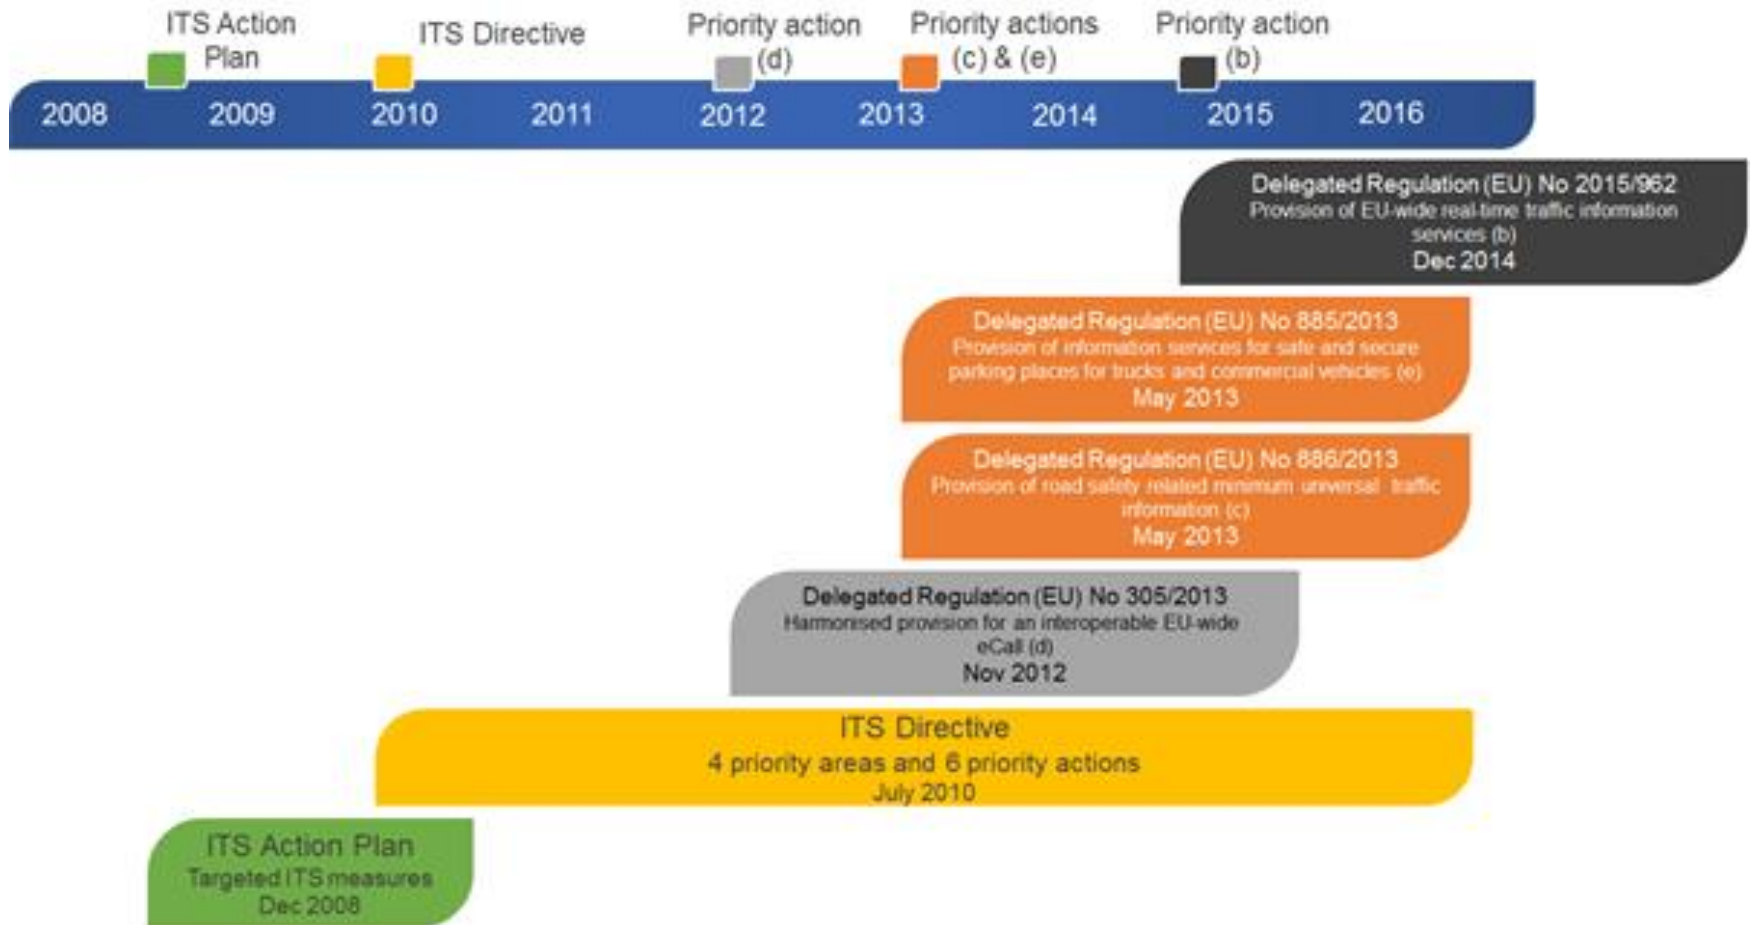 ITS Action
Plan
ITS Directive
Priority action
(d)
Priority actions
(c) & (e)
Priority action
(b)
2008 2009 2010 2011 2012 2013 2014 2015 2016
Delegated Regulation (EU) No 2015/962
Provision of EU-wide real-time traffic information
services (b)
Dec 2014
Delegated Regulation (EU) No 885/2013
Provision of information services for safe and secure
parking places for trucks and commercial vehicles (e)
May 2013
Delegated Regulation (EU) No 886/2013
Provision of road safety related minimum universal traffic
information (c)
May 2013
Delegated Regulation (EU) No 305/2013
Harmonised provision for an interoperable EU-wide
eCall (d)
Nov 2012
ITS Directive
4 priority areas and 6 priority actions
July 2010
ITS Action Plan
Targeted ITS measures
Dec 2008